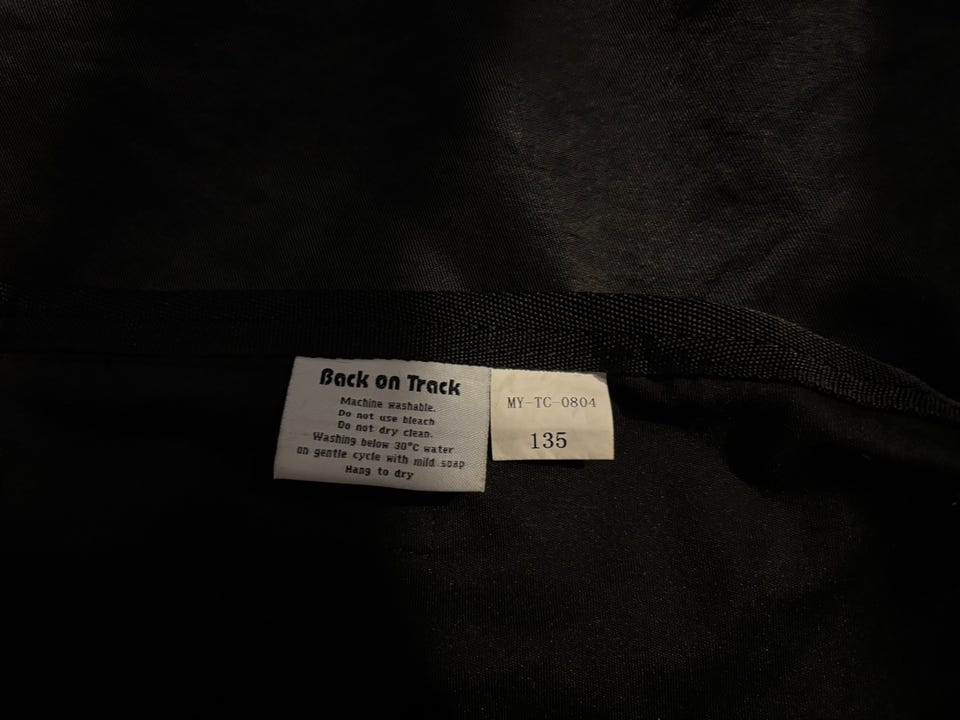 Back on Track
Machine washable.
Do not use bleach
Do not dry clean.
Washing below 30°C water
on gentle cycle with mild soap
Hang to dry
MY-TC-0804
135